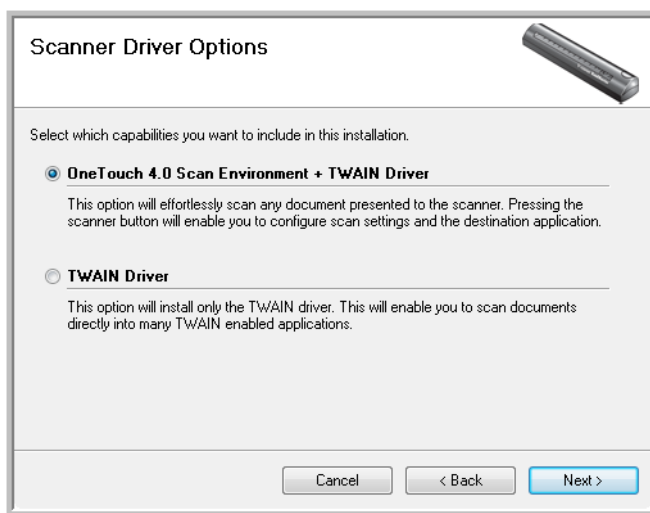 Scanner Driver Options
Select which capabilities you want to include in this installation.
OneTouch 4.0 Scan Environment + TWAIN Driver
This option will effortlessly scan any document presented to the scanner. Pressing the
scanner button will enable you to configure scan settings and the destination application.
TWAIN Driver
This option will install only the TWAIN driver. This will enable you to scan documents
directly into many TWAIN enabled applications.
Cancel
< Back
Next >